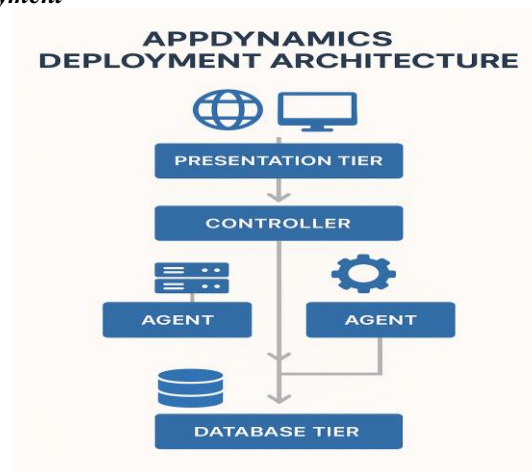 APPDYNAMICS
DEPLOYMENT ARCHITECTURE
PRESENTATION TIER
CONTROLLER
AGENT
AGENT
DATABASE TIER